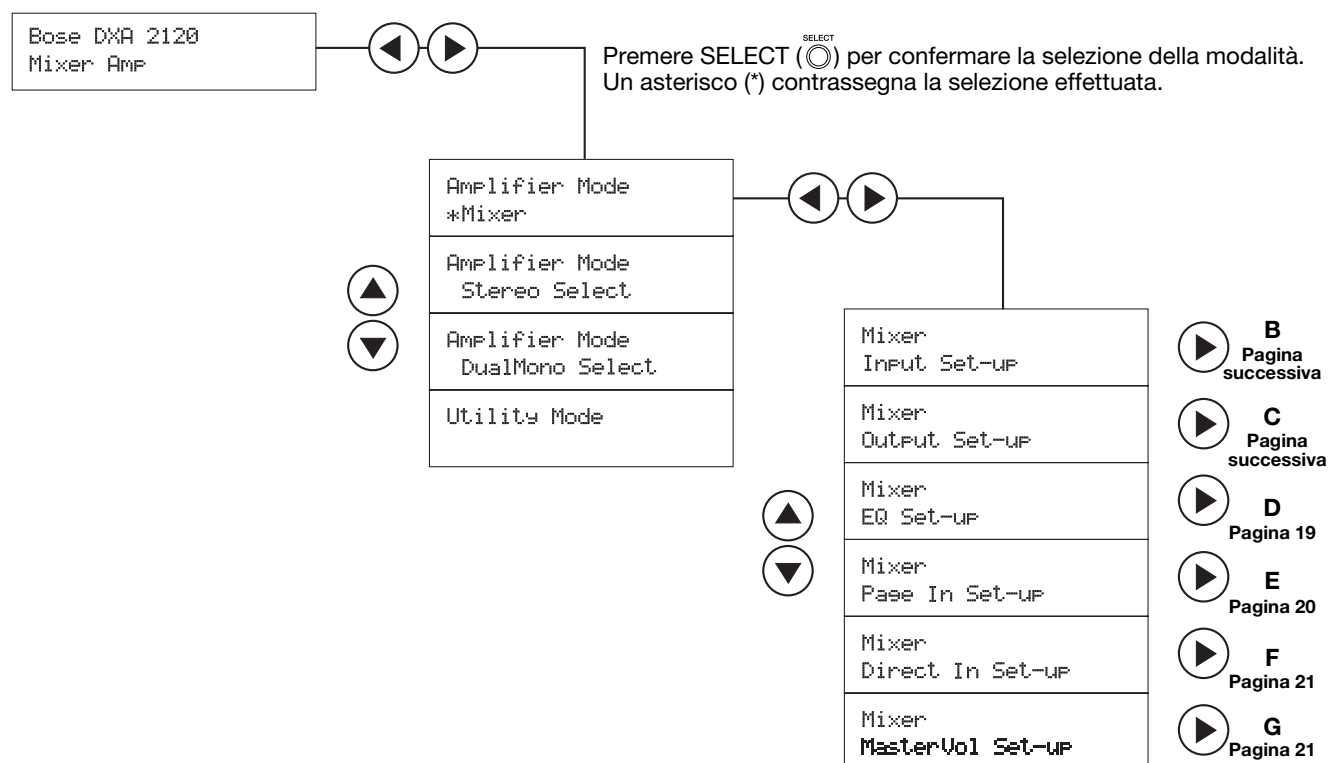 Bose DXA 2120
Mixer Amp
SELECT
Premere SELECT ( ) per confermare la selezione della modalità.
Un asterisco (*) contrassegna la selezione effettuata.
Amplifier Mode
*Mixer
Amplifier Mode
Stereo Select
Amplifier Mode
DualMono Select
Utility Mode
Mixer
Input Set-up
B
Pagina
successiva
Mixer
Output Set-up
C
Pagina
successiva
Mixer
EQ Set-up
D
Pagina 19
Mixer
Page In Set-up
E
Pagina 20
Mixer
Direct In Set-up
F
Pagina 21
Mixer
MasterVol Set-up
G
Pagina 21